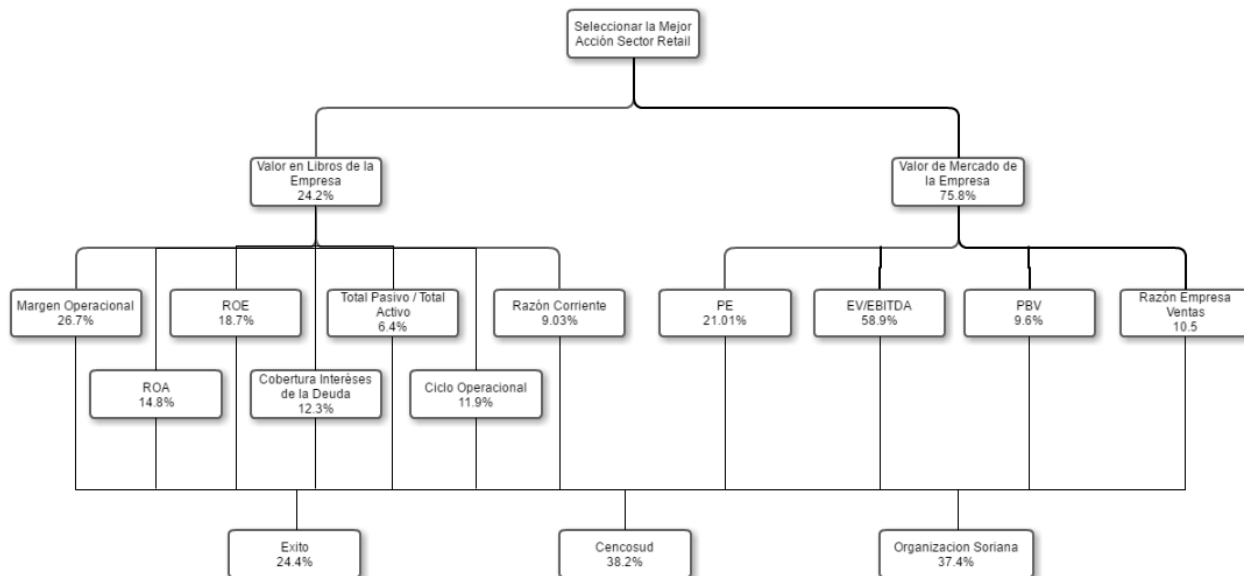 Seleccionar la Mejor
Acción Sector Retail
Valor en Libros de la
Empresa
24.2%
Valor de Mercado de
la Empresa
75.8%
Margen Operacional
26.7%
ROE
18.7%
Total Pasivo / Total
Activo
6.4%
Razón Corriente
9.03%
PE
21.01%
EV/EBITDA
58.9%
PBV
9.6%
Razón Empresa
Ventas
10.5
ROA
14.8%
Cobertura Interéses
de la Deuda
12.3%
Ciclo Operacional
11.9%
Exito
24.4%
Cencosud
38.2%
Organizacion Soriana
37.4%